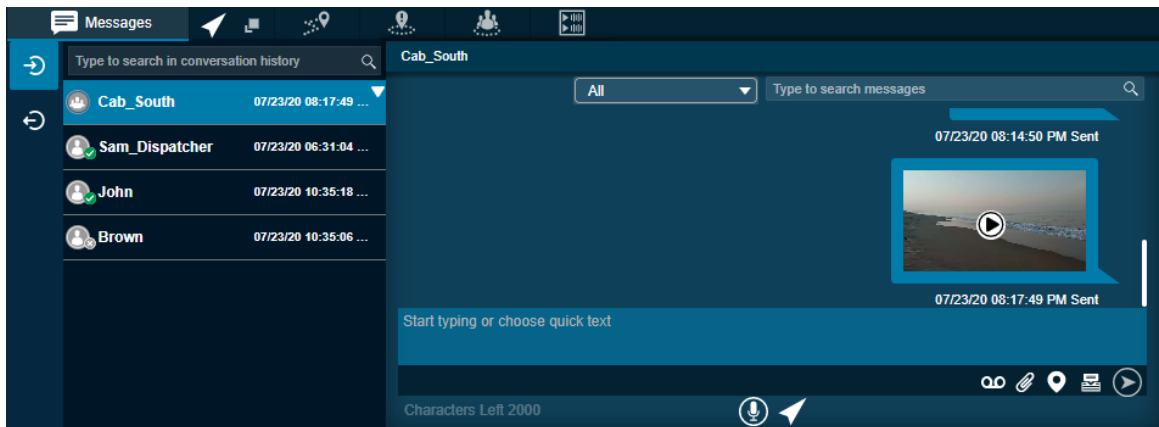 Messages
Type to search in conversation history
Cab_South 07/23/20 08:17:49 ...
Sam_Dispatcher 07/23/20 06:31:04 ...
John 07/23/20 10:35:18 ...
Brown 07/23/20 10:35:06 ...
Cab_South
All
Type to search messages
07/23/20 08:14:50 PM Sent
07/23/20 08:17:49 PM Sent
Start typing or choose quick text
Characters Left 2000